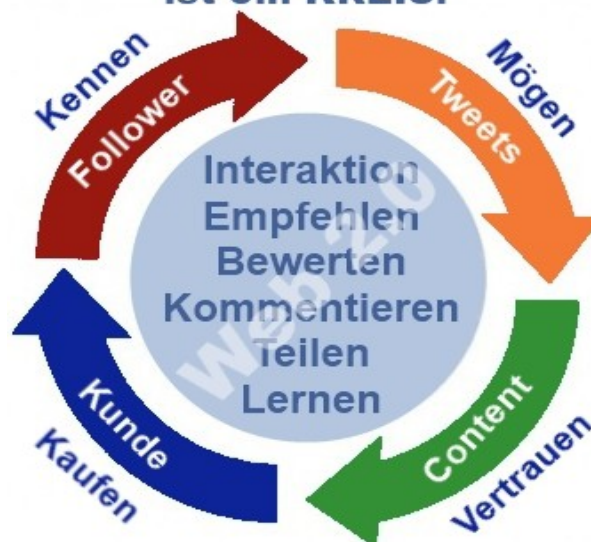 Kennen
Follower
Mögen
Tweets
Interaktion
Empfehlen
Bewerten
Kommentieren
Teilen
Lernen
Web 2.0
Kunde
Kaufen
Content
Vertrauen